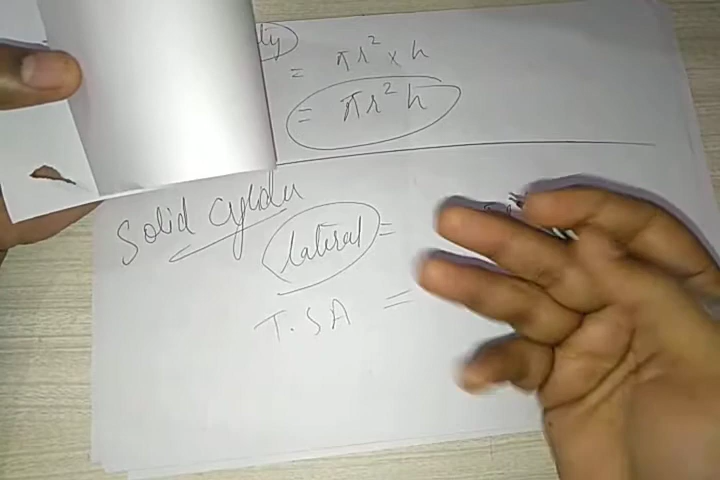 = πr² × h
= πr²h
Solid Cylinder
lateral =
T.S.A =